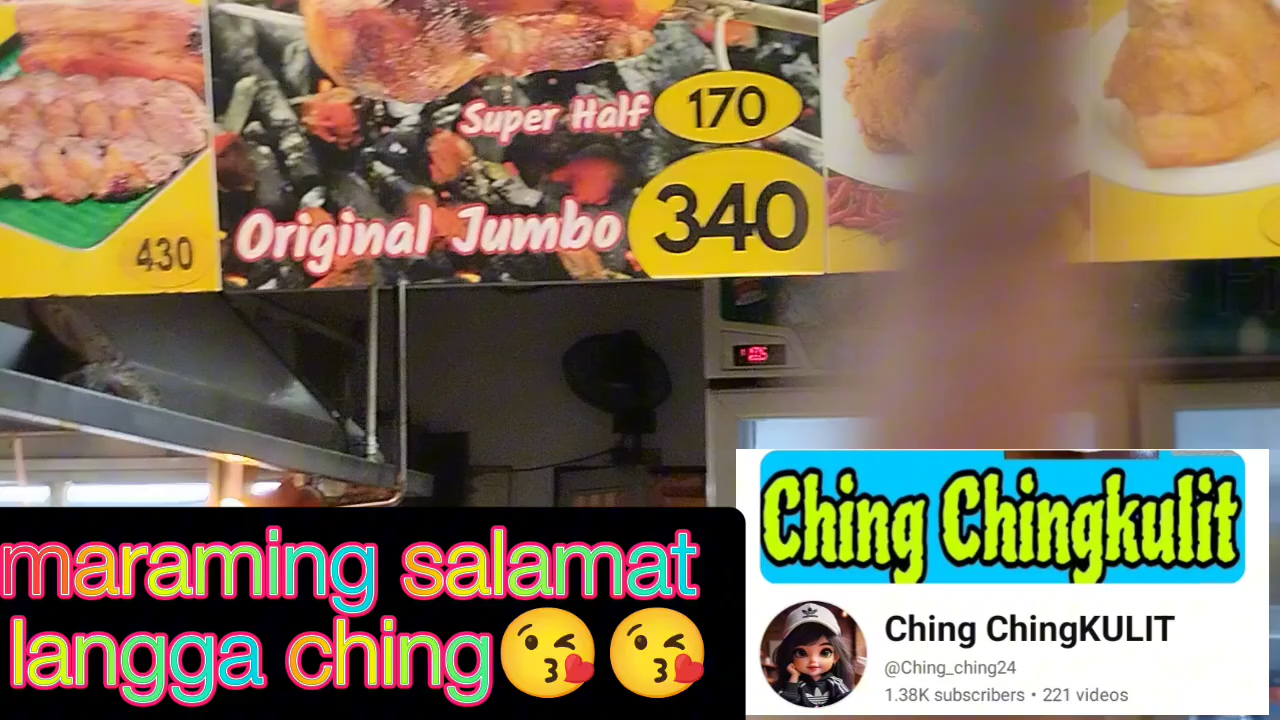 Super Half 170
430 Original Jumbo 340
maraming salamat
langga ching😘😘
Ching Chingkulit
Ching ChingKULIT
@Ching_ching24
1.38K subscribers • 221 videos